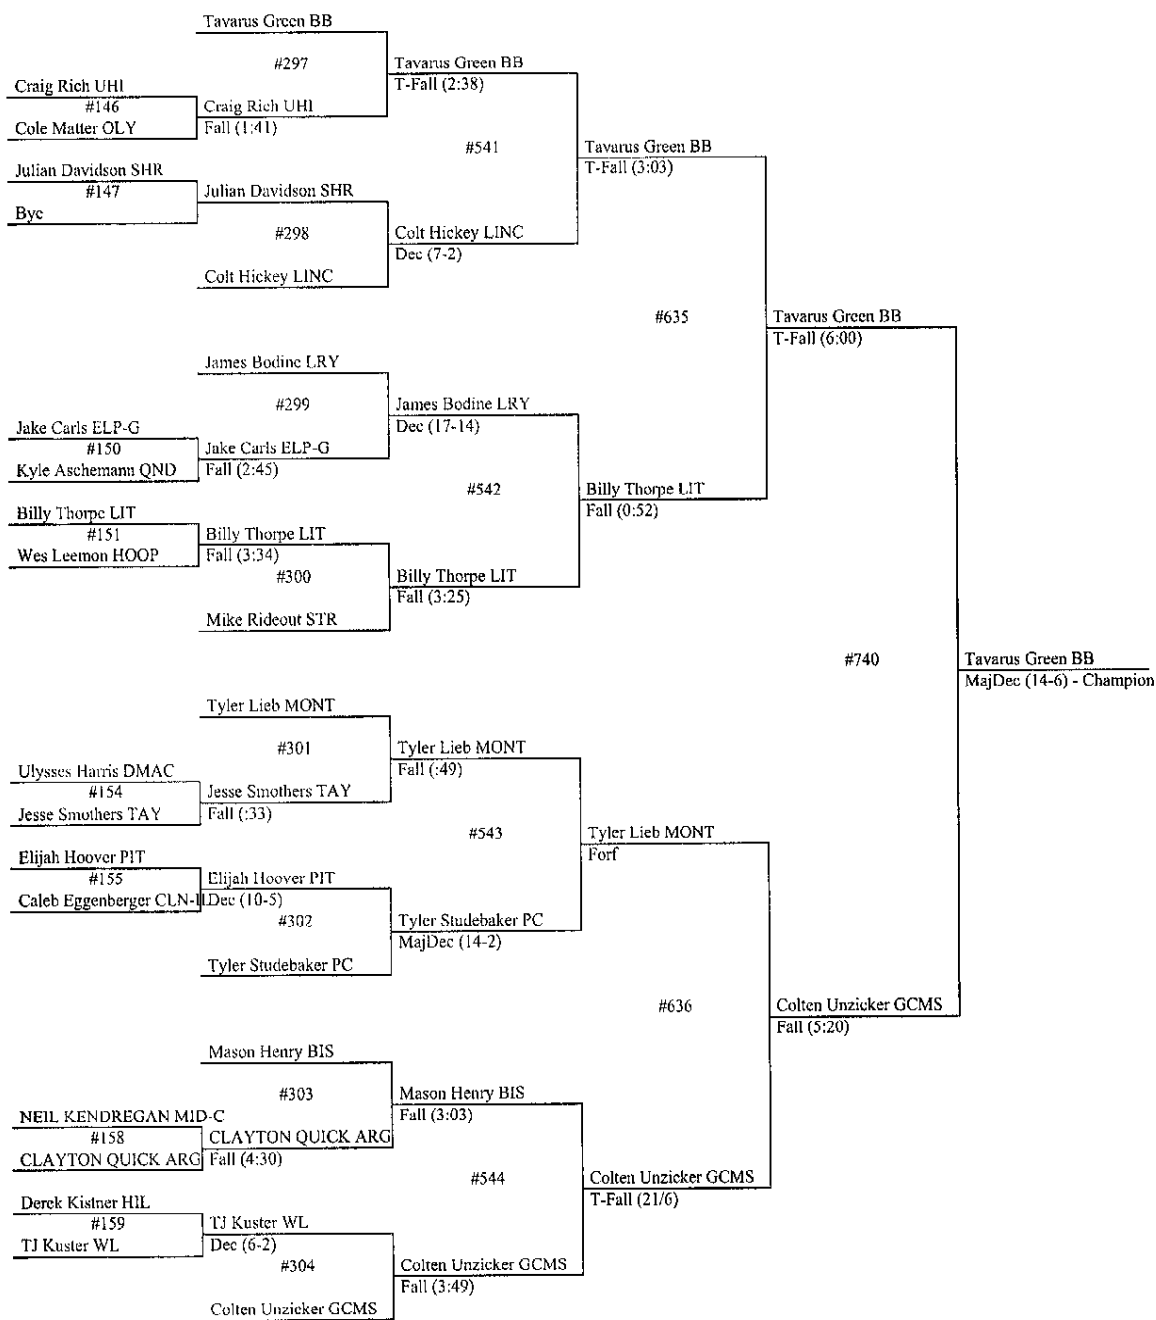 Tavarus Green BB
#297
Tavarus Green BB
T-Fall (2:38)
Craig Rich UHI
#146
Cole Matter OLY
Craig Rich UHI
Fall (1:41)
#541
Tavarus Green BB
T-Fall (3:03)
Julian Davidson SHR
#147
Bye
Julian Davidson SHR
#298
Colt Hickey LINC
Dec (7-2)
Colt Hickey LINC
#635
Tavarus Green BB
T-Fall (6:00)
James Bodine LRY
#299
James Bodine LRY
Dec (17-14)
Jake Carls ELP-G
#150
Kyle Aschemann QND
Jake Carls ELP-G
Fall (2:45)
#542
Billy Thorpe LIT
Fall (0:52)
Billy Thorpe LIT
#151
Wes Leemon HOOP
Billy Thorpe LIT
Fall (3:34)
#300
Billy Thorpe LIT
Fall (3:25)
Mike Rideout STR
#740
Tavarus Green BB
MajDec (14-6) - Champion
Tyler Lieb MONT
#301
Tyler Lieb MONT
Fall (:49)
Ulysses Harris DMAC
#154
Jesse Smothers TAY
Jesse Smothers TAY
Fall (:33)
#543
Tyler Lieb MONT
Forf
Elijah Hoover PIT
#155
Caleb Eggenberger CLN-IL
Elijah Hoover PIT
Dec (10-5)
#302
Tyler Studebaker PC
MajDec (14-2)
Tyler Studebaker PC
#636
Colten Unzicker GCMS
Fall (5:20)
Mason Henry BIS
#303
Mason Henry BIS
Fall (3:03)
NEIL KENDREGAN MID-C
#158
CLAYTON QUICK ARG
CLAYTON QUICK ARG
Fall (4:30)
#544
Colten Unzicker GCMS
T-Fall (21/6)
Derek Kistner HIL
#159
TJ Kuster WL
TJ Kuster WL
Dec (6-2)
#304
Colten Unzicker GCMS
Fall (3:49)
Colten Unzicker GCMS